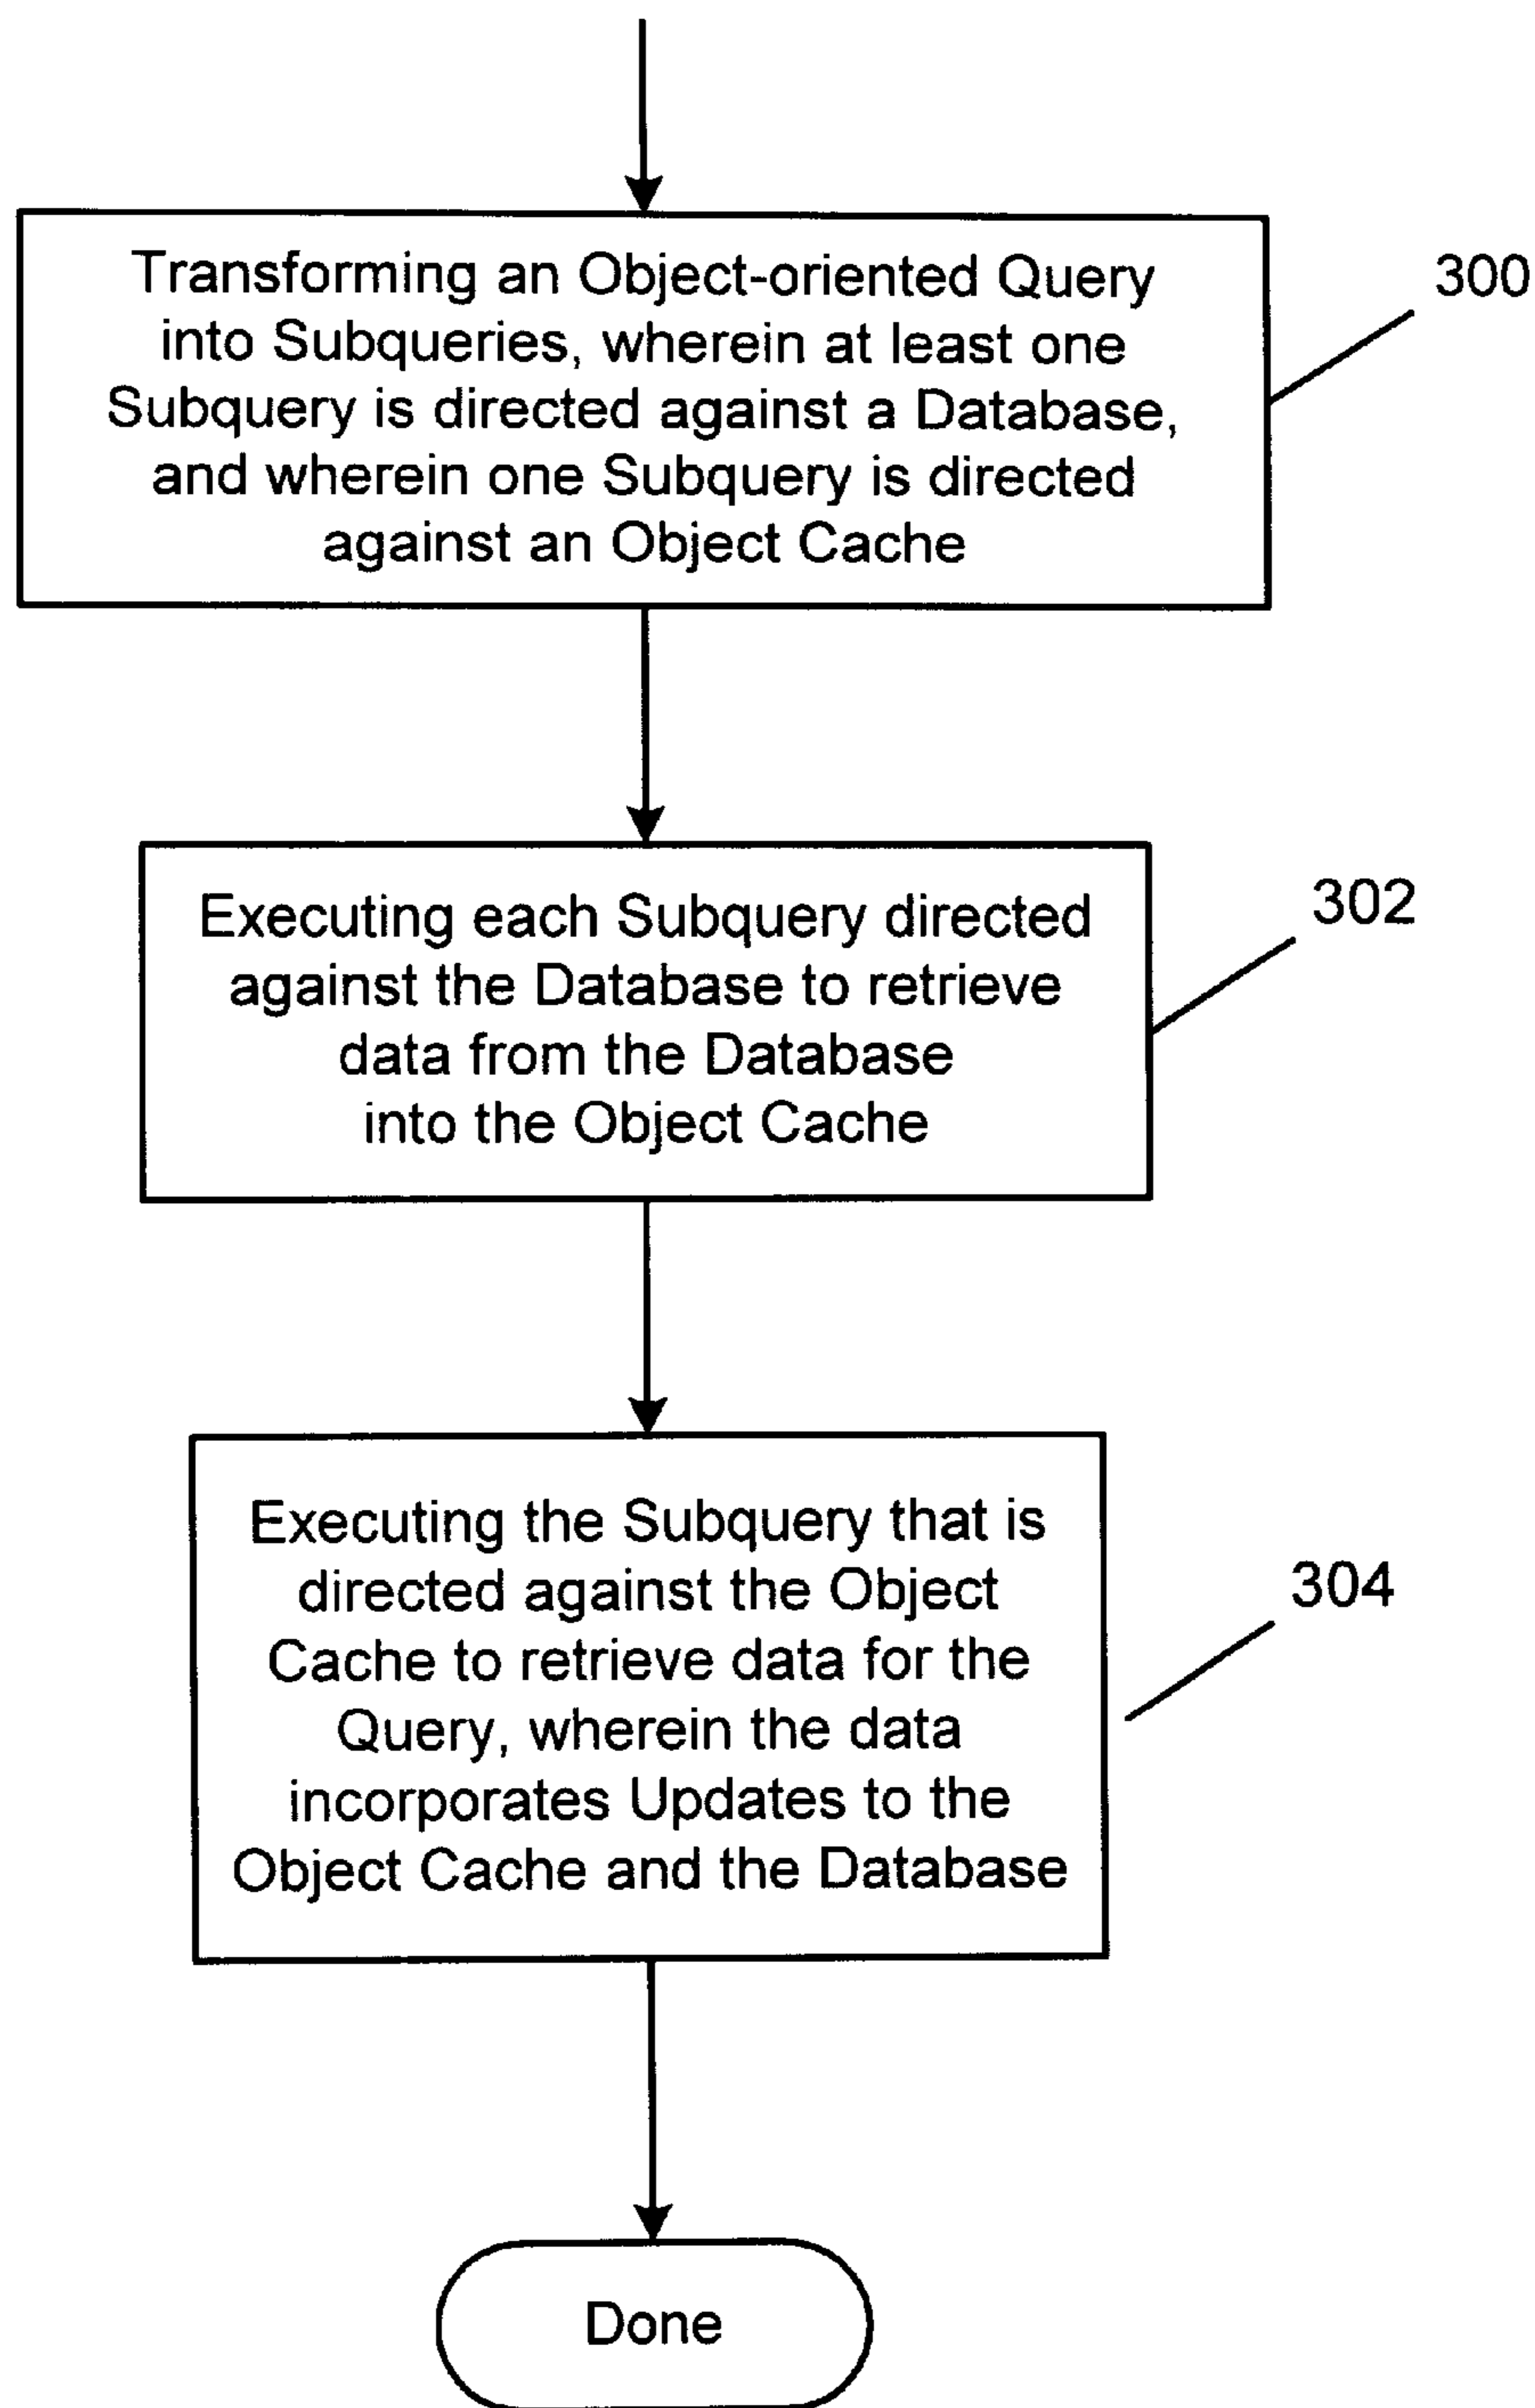 Transforming an Object-oriented Query
into Subqueries, wherein at least one
Subquery is directed against a Database,
and wherein one Subquery is directed
against an Object Cache
300
Executing each Subquery directed
against the Database to retrieve
data from the Database
into the Object Cache
302
Executing the Subquery that is
directed against the Object
Cache to retrieve data for the
Query, wherein the data
incorporates Updates to the
Object Cache and the Database
304
Done